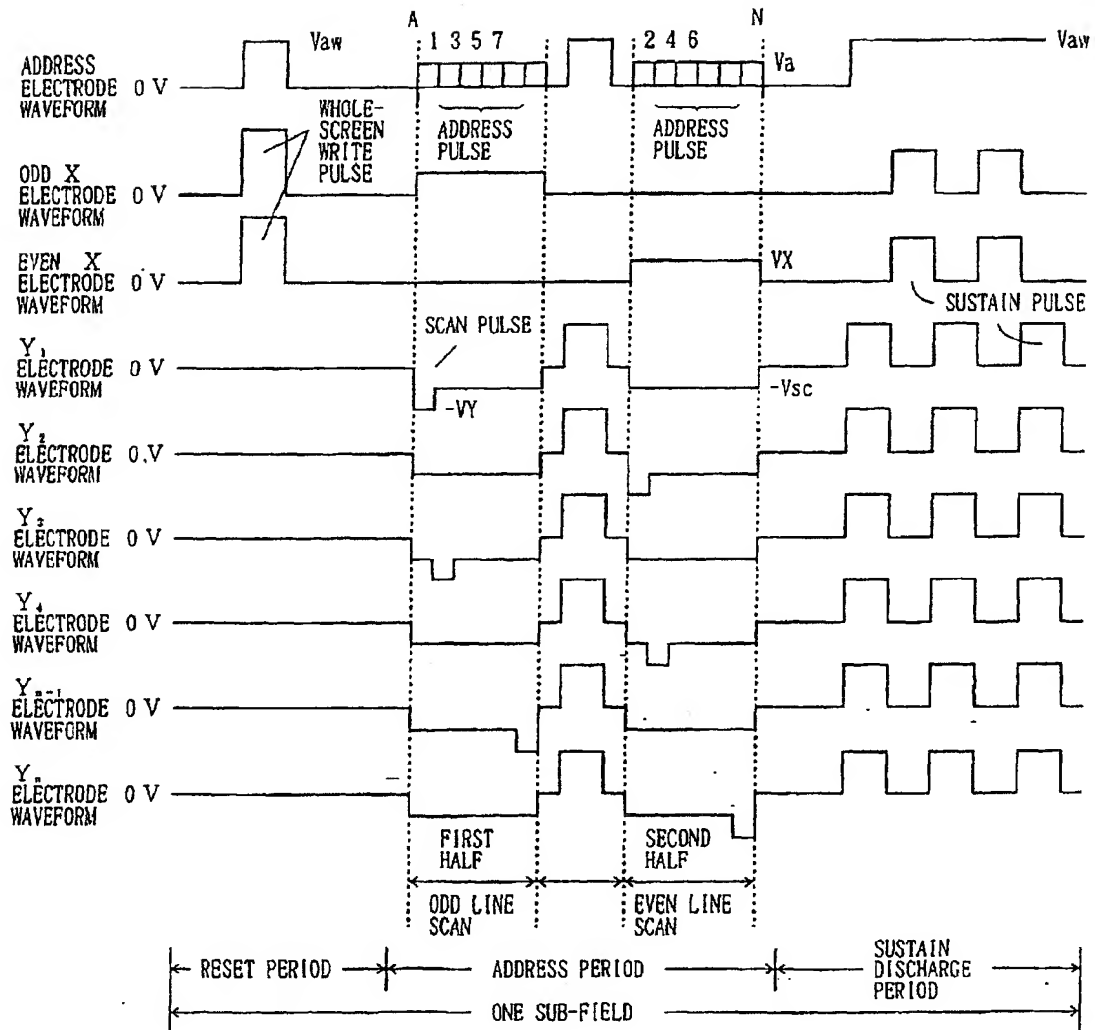 A N
Vaw 1 3 5 7 2 4 6 Va Vaw
ADDRESS
ELECTRODE 0 V
WAVEFORM
WHOLE-
SCREEN
WRITE
PULSE
ADDRESS
PULSE
ADDRESS
PULSE
ODD X
ELECTRODE 0 V
WAVEFORM
EVEN X
ELECTRODE 0 V
WAVEFORM
VX
SUSTAIN PULSE
SCAN PULSE
Y₁
ELECTRODE 0 V
WAVEFORM
-VY
-Vsc
Y₂
ELECTRODE 0 V
WAVEFORM
Y₃
ELECTRODE 0 V
WAVEFORM
Y₄
ELECTRODE 0 V
WAVEFORM
Yₙ₋₁
ELECTRODE 0 V
WAVEFORM
Yₙ
ELECTRODE 0 V
WAVEFORM
FIRST
HALF
SECOND
HALF
ODD LINE
SCAN
EVEN LINE
SCAN
RESET PERIOD
ADDRESS PERIOD
SUSTAIN
DISCHARGE
PERIOD
ONE SUB-FIELD